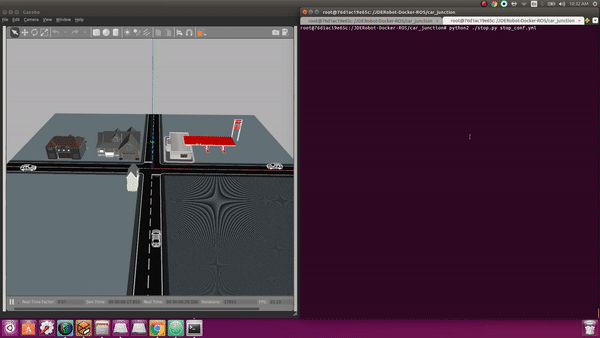 Gazebo
root@76d1ac19e65c: /JDERobot-Docker-ROS/car_junction
10:32 AM
root@76d1ac19e65c: /JDERobot-Docker-ROS/car_junction
root@76d1ac19e65c: /JDERobot-Docker-ROS/car_junction
File Edit Camera View Window Help
root@76d1ac19e65c:/JDERobot-Docker-ROS/car_junction# python2 ./stop.py stop_conf.yml
Real Time Factor:
Sim Time:
Real Time:
Iterations:
FPS: